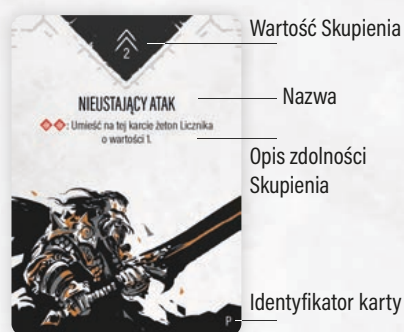 2
NIEUSTAJĄCY ATAK
: Umieść na tej karcie żeton Licznika
o wartości 1.
P
Wartość Skupienia
Nazwa
Opis zdolności
Skupienia
Identyfikator karty